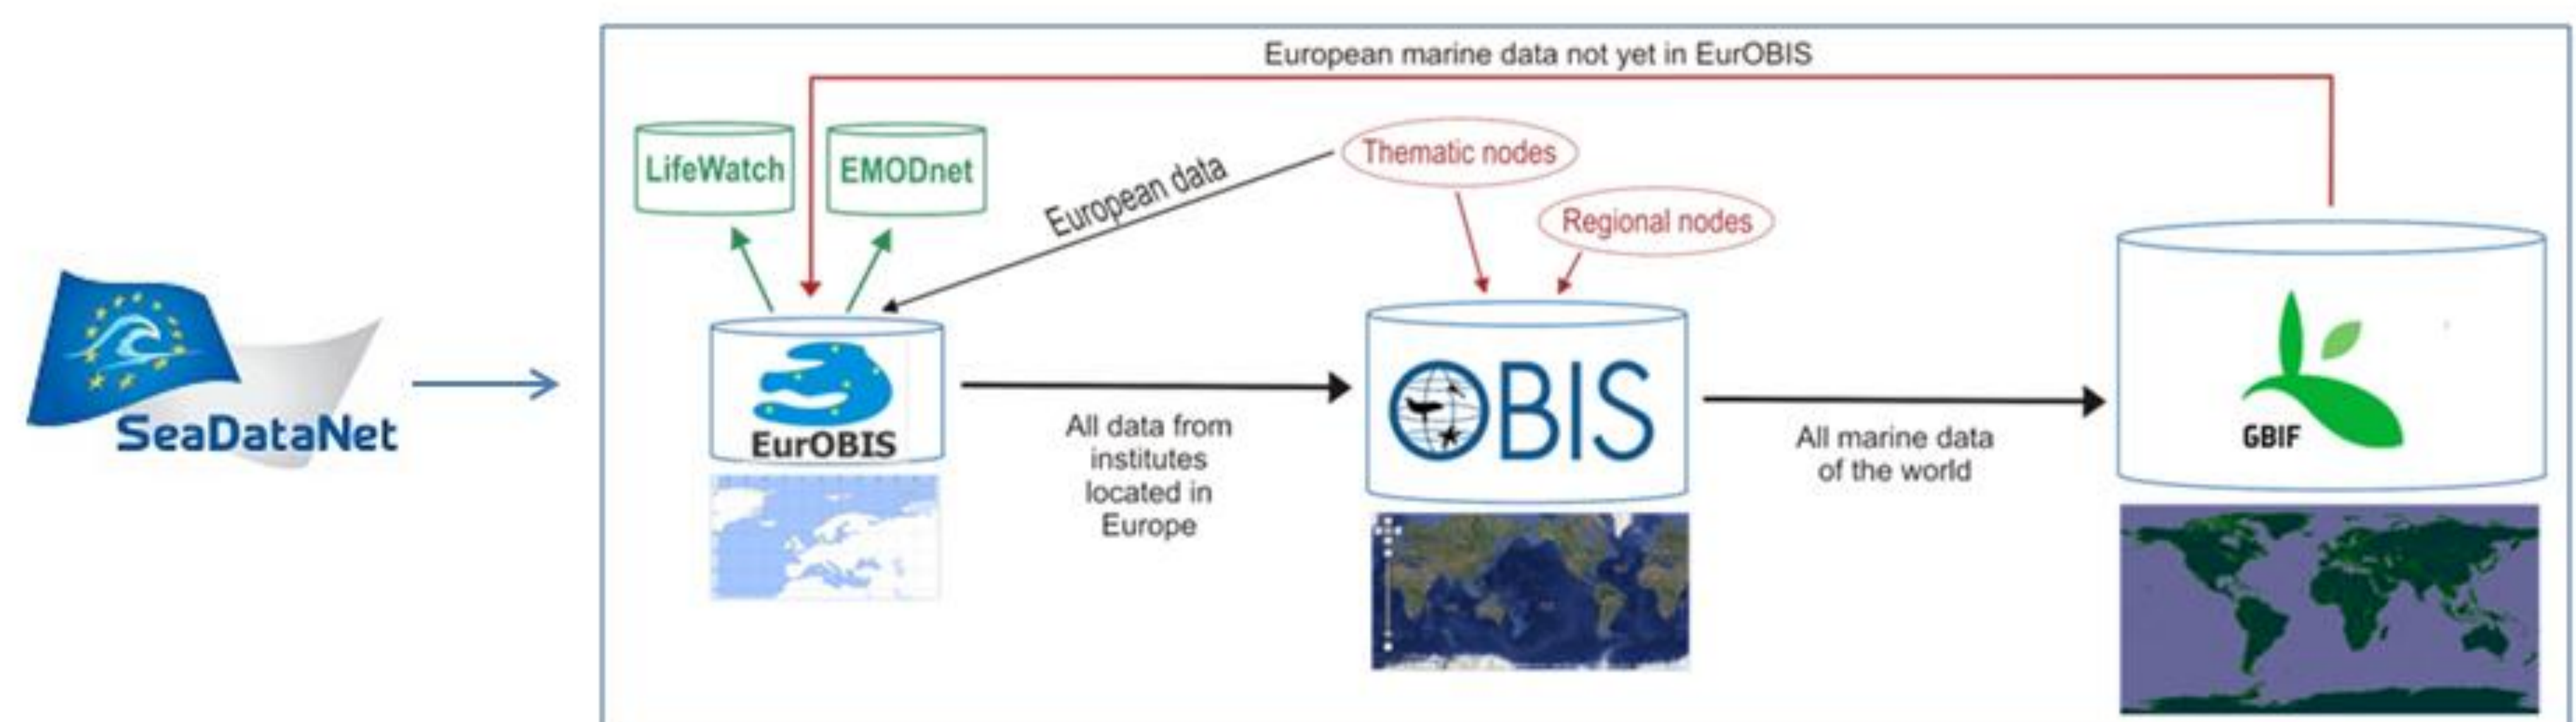 European marine data not yet in EurOBIS
LifeWatch
EMODnet
European data
Thematic nodes
Regional nodes
SeaDataNet
EurOBIS
All data from
institutes
located in
Europe
OBIS
All marine data
of the world
GBIF